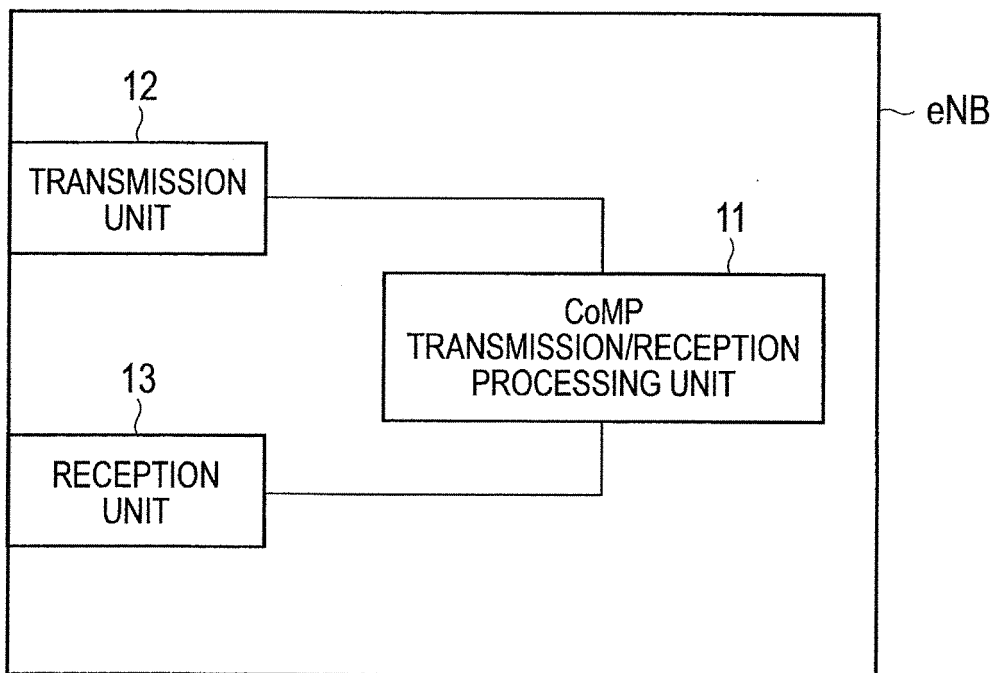 12
eNB
TRANSMISSION
UNIT
11
CoMP
TRANSMISSION/RECEPTION
PROCESSING UNIT
13
RECEPTION
UNIT